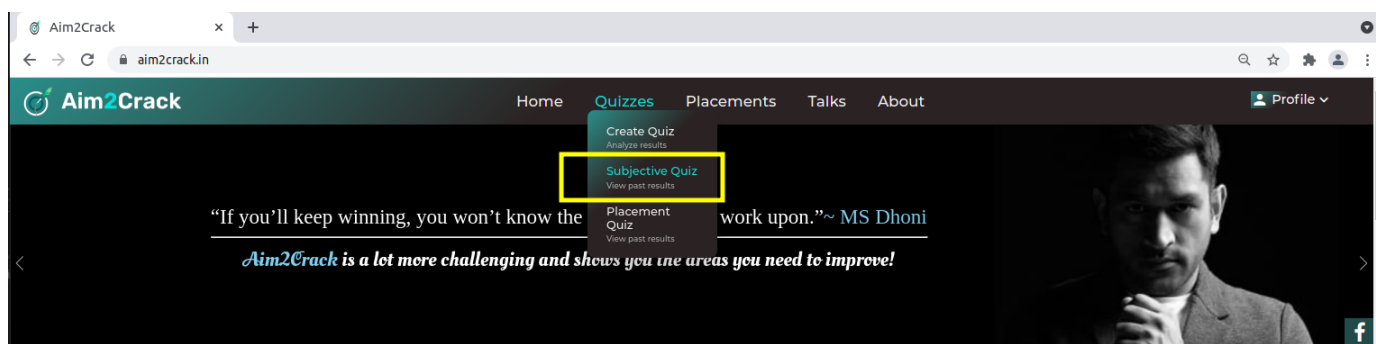 Aim2Crack
aim2crack.in
Aim2Crack
Home Quizzes Placements Talks About
Profile
Create Quiz
Analyze results
Subjective Quiz
View past results
Placement
Quiz
View past results
“If you’ll keep winning, you won’t know the work upon.”~ MS Dhoni
Aim2Crack is a lot more challenging and shows you the areas you need to improve!
f